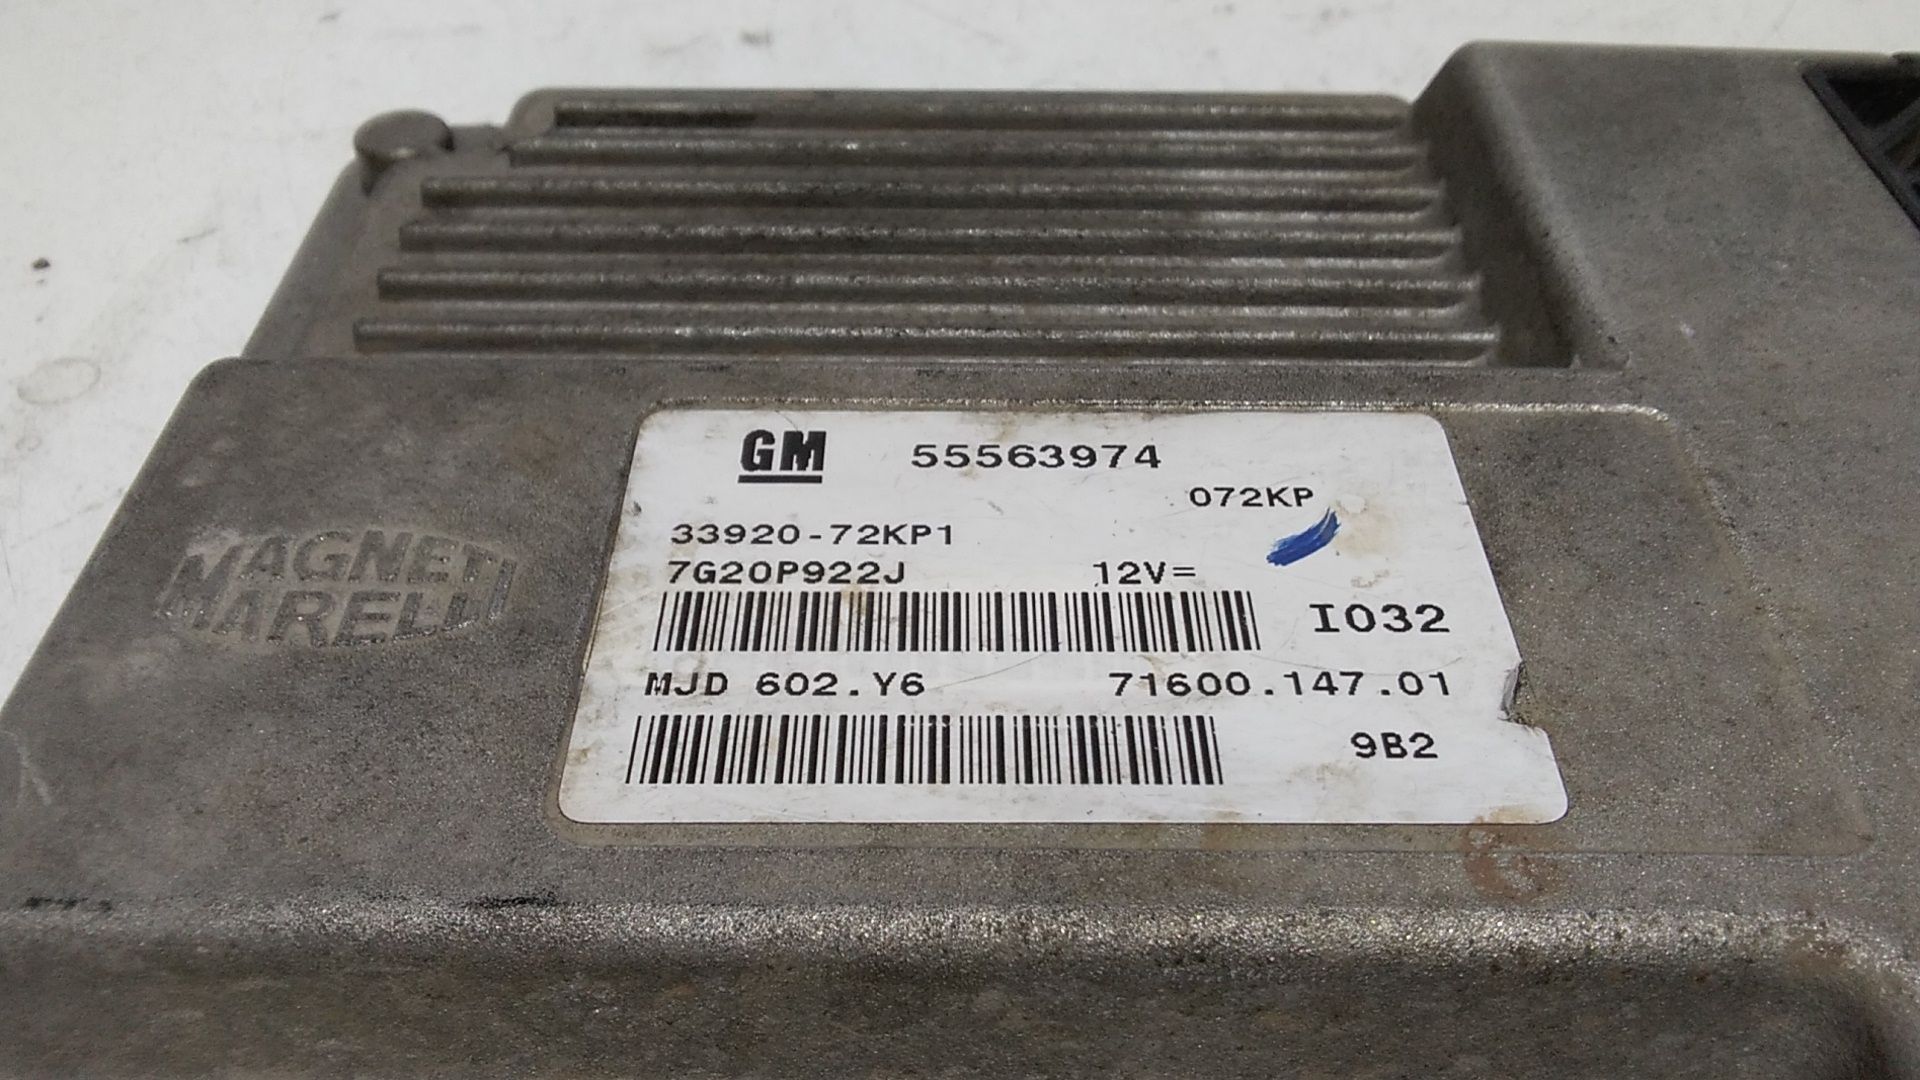 GM 55563974
072KP
33920-72KP1
7G20P922J 12V=
I032
MJD 602.Y6 71600.147.01
9B2
MAGNETI
MARELLI